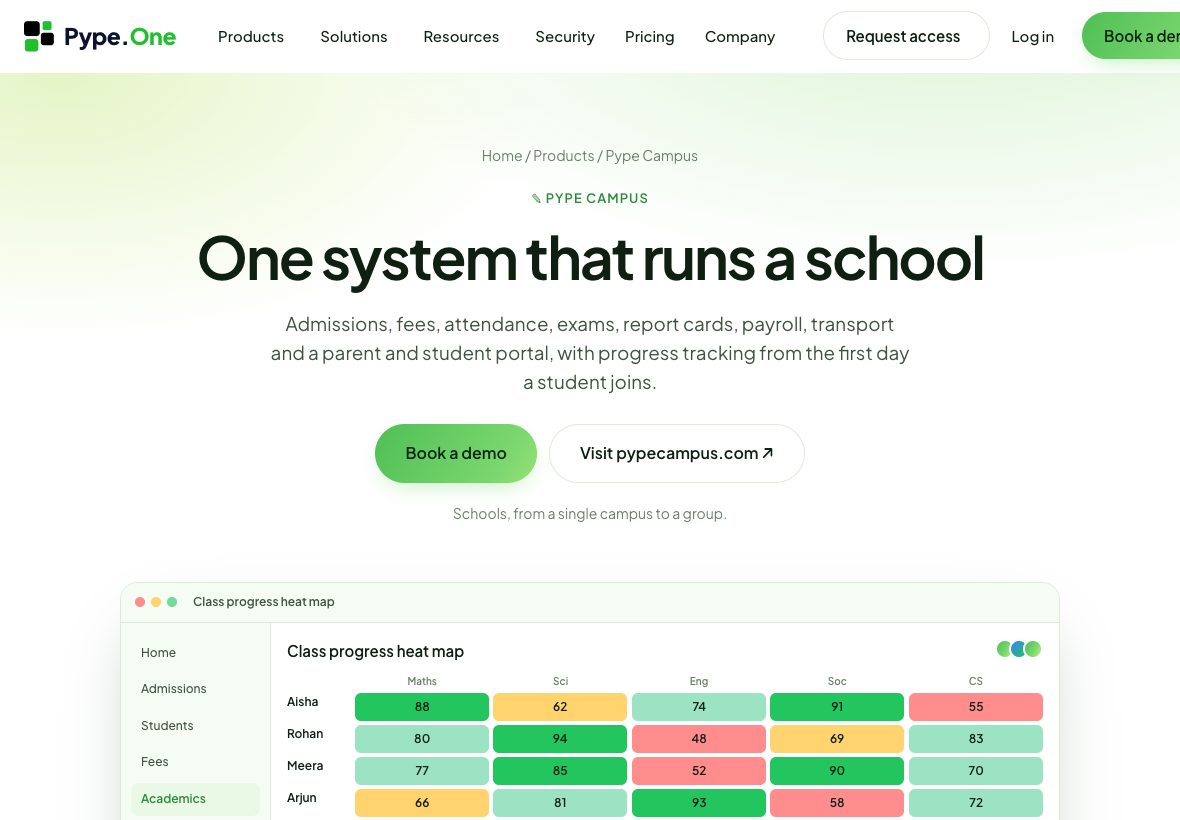 Pype.One
Products
Solutions
Resources
Security
Pricing
Company
Request access
Log in
Book a
Home / Products / Pype Campus
✎ PYPE CAMPUS
One system that runs a school
Admissions, fees, attendance, exams, report cards, payroll, transport
and a parent and student portal, with progress tracking from the first day
a student joins.
Book a demo
Visit pypecampus.com ↗
Schools, from a single campus to a group.
Class progress heat map
Home
Admissions
Students
Fees
Academics
Class progress heat map
Maths Sci Eng Soc CS
Aisha 88 62 74 91 55
Rohan 80 94 48 69 83
Meera 77 85 52 90 70
Arjun 66 81 93 58 72